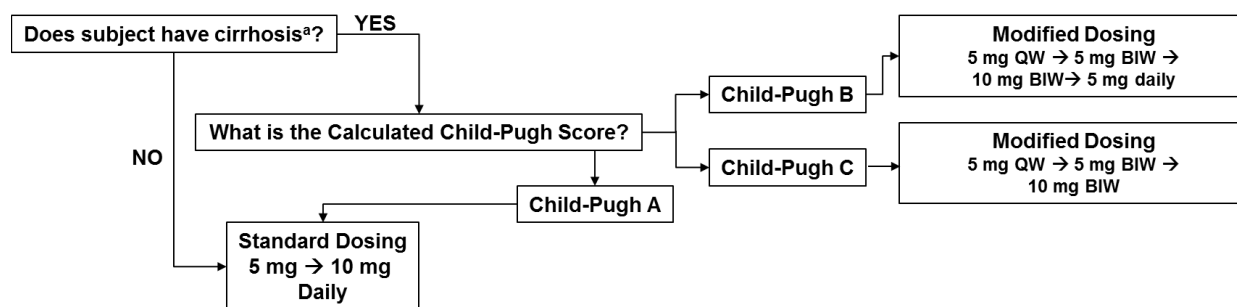 Does subject have cirrhosisᵃ?
YES
Modified Dosing
5 mg QW → 5 mg BIW →
10 mg BIW→ 5 mg daily
Child-Pugh B
What is the Calculated Child-Pugh Score?
NO
Child-Pugh C
Modified Dosing
5 mg QW → 5 mg BIW →
10 mg BIW
Child-Pugh A
Standard Dosing
5 mg → 10 mg
Daily